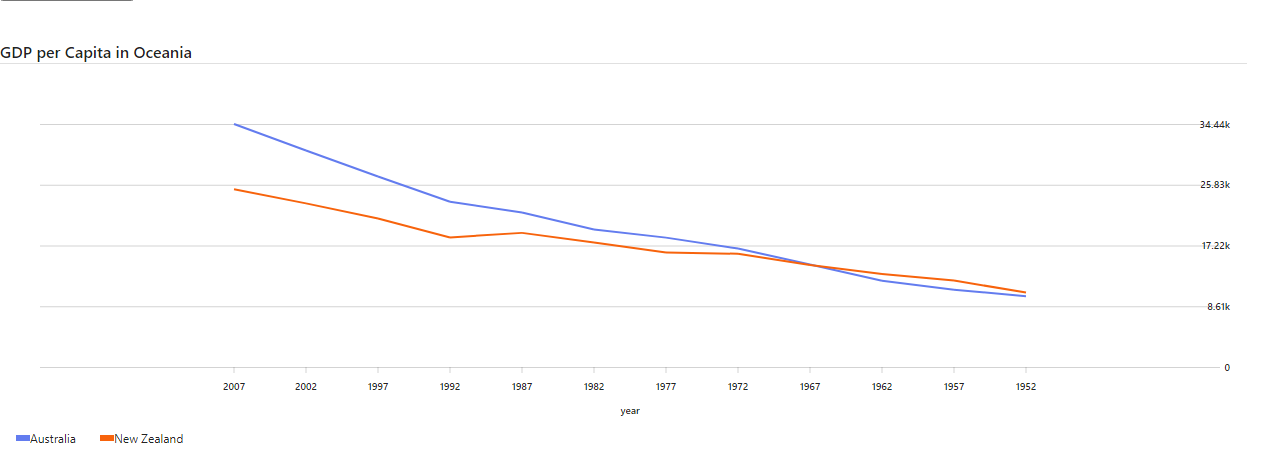 GDP per Capita in Oceania
34.44k
25.83k
17.22k
8.61k
0
2007 2002 1997 1992 1987 1982 1977 1972 1967 1962 1957 1952
year
Australia New Zealand